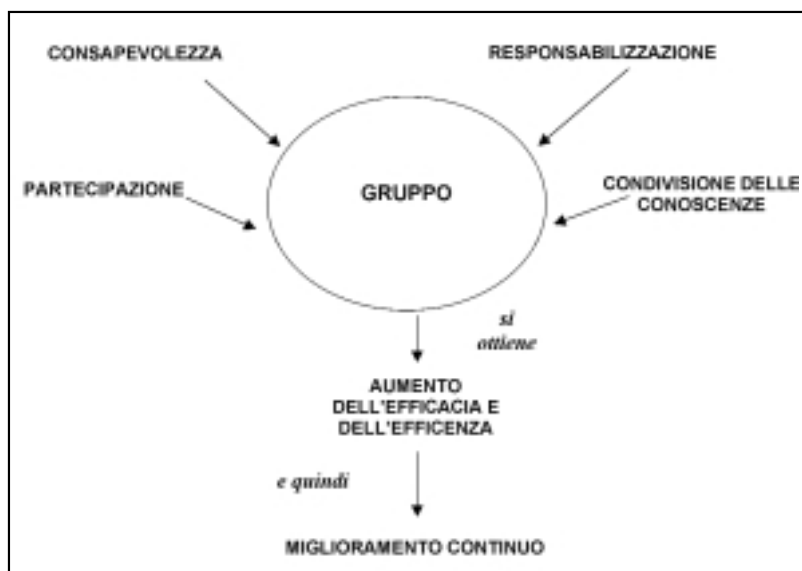 CONSAPEVOLEZZA
RESPONSABILIZZAZIONE
PARTECIPAZIONE
GRUPPO
CONDIVISIONE DELLE
CONOSCENZE
si
ottiene
AUMENTO
DELL'EFFICACIA E
DELL'EFFICENZA
e quindi
MIGLIORAMENTO CONTINUO